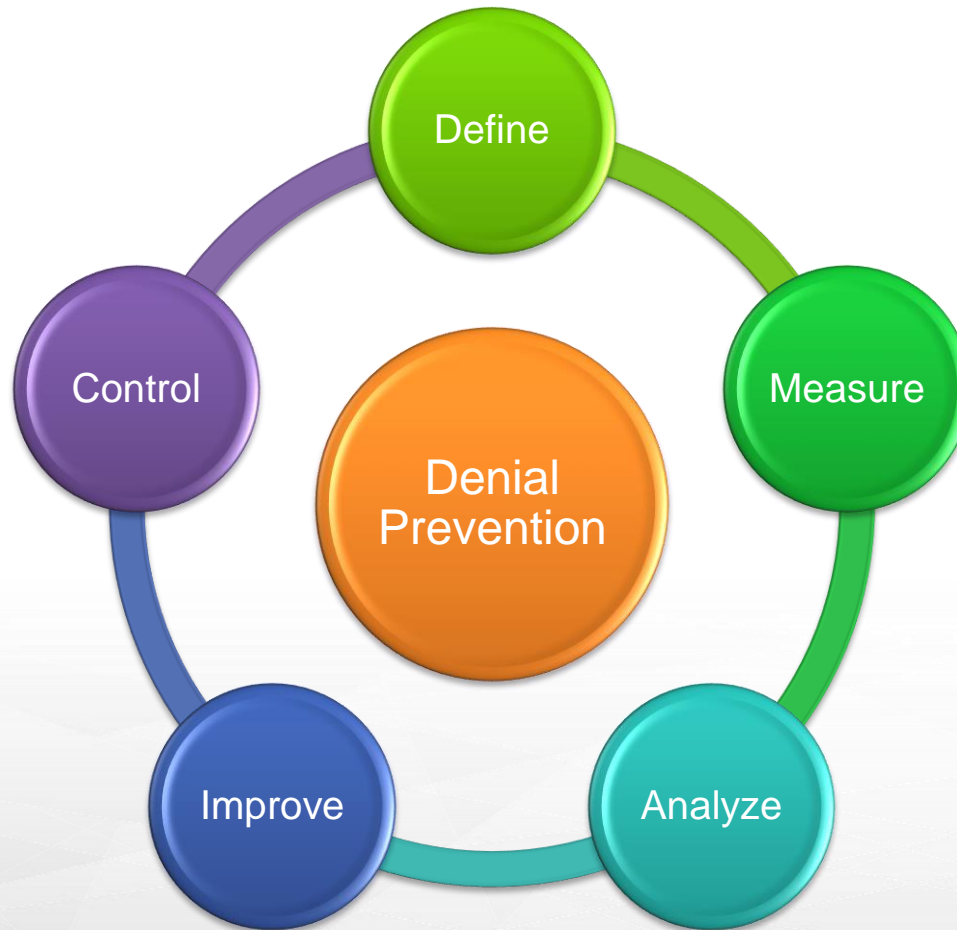 Define
Measure
Analyze
Improve
Control
Denial
Prevention